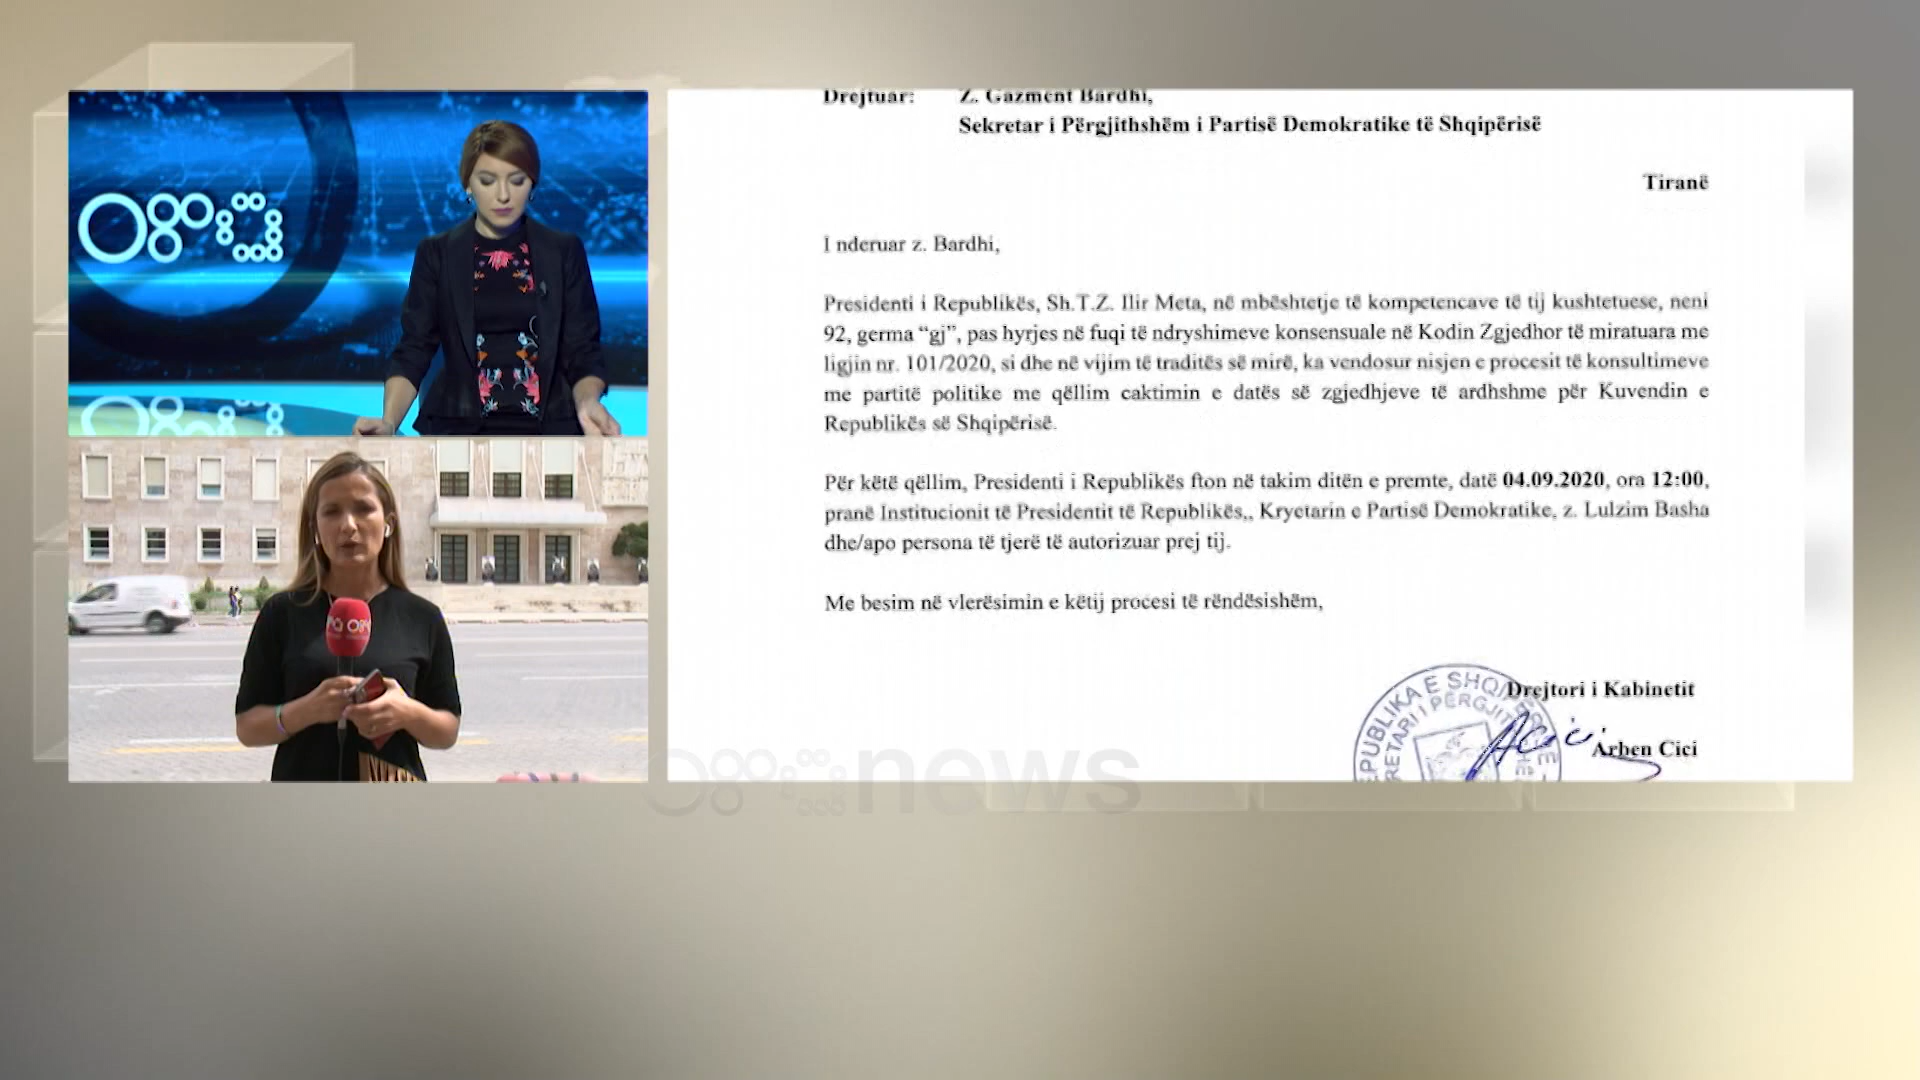 Drejtuar: Z. Gazment Bardhi,
Sekretar i Përgjithshëm i Partisë Demokratike të Shqipërisë
Tiranë
I nderuar z. Bardhi,
Presidenti i Republikës, Sh.T.Z. Ilir Meta, në mbështetje të kompetencave të tij kushtetuese, neni
92, germa “gj”, pas hyrjes në fuqi të ndryshimeve konsensuale në Kodin Zgjedhor të miratuara me
ligjin nr. 101/2020, si dhe në vijim të traditës së mirë, ka vendosur nisjen e procesit të konsultimeve
me partitë politike me qëllim caktimin e datës së zgjedhjeve të ardhshme për Kuvendin e
Republikës së Shqipërisë.
Për këtë qëllim, Presidenti i Republikës fton në takim ditën e premte, datë 04.09.2020, ora 12:00,
pranë Institucionit të Presidentit të Republikës,, Kryetarin e Partisë Demokratike, z. Lulzim Basha
dhe/apo persona të tjerë të autorizuar prej tij.
Me besim në vlerësimin e këtij procesi të rëndësishëm,
Drejtori i Kabinetit
Arben Cici
news